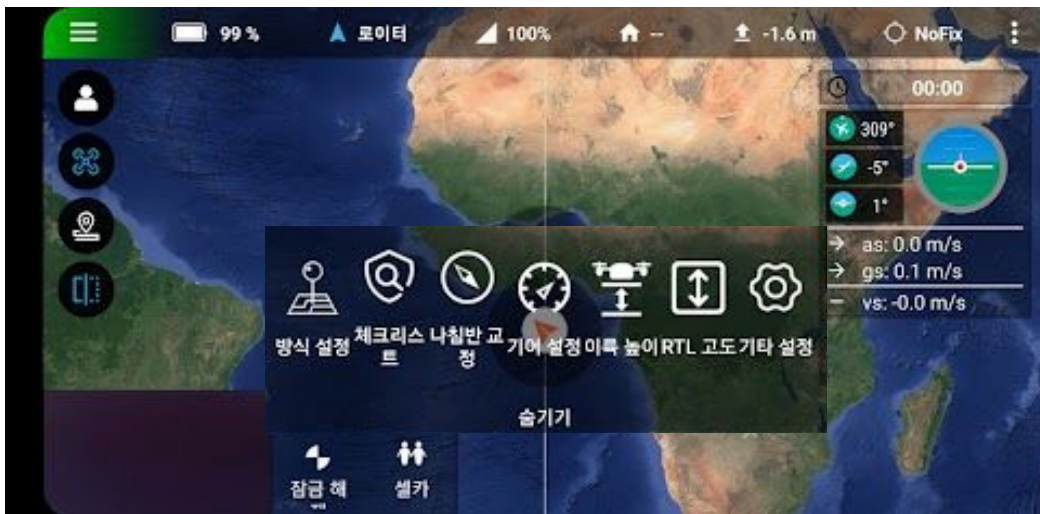 99 % 로이터 100% -- -1.6 m NoFix
00:00
309°
-5°
1°
as: 0.0 m/s
gs: 0.1 m/s
vs: -0.0 m/s
방식 설정 체크리스트 나침반 교정 기어 설정 이륙 높이 RTL 고도 기타 설정
숨기기
잠금 해 셀카